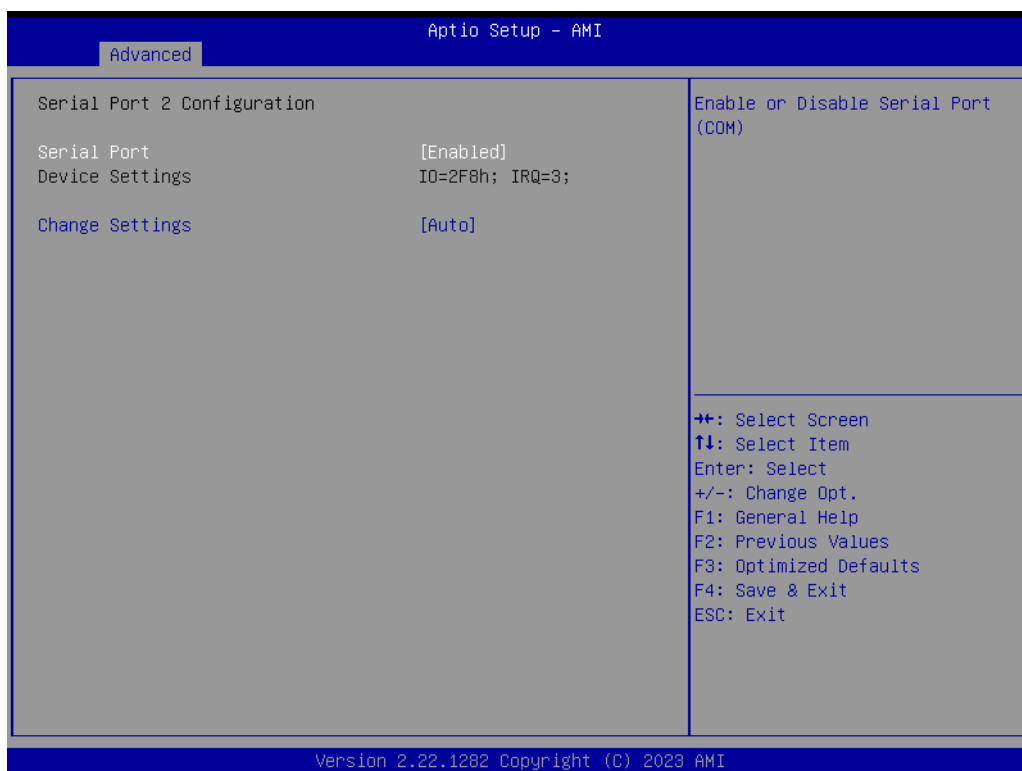 Aptio Setup – AMI
Advanced
Serial Port 2 Configuration
Serial Port [Enabled]
Device Settings IO=2F8h; IRQ=3;
Change Settings [Auto]
Enable or Disable Serial Port
(COM)
→←: Select Screen
↑↓: Select Item
Enter: Select
+/-: Change Opt.
F1: General Help
F2: Previous Values
F3: Optimized Defaults
F4: Save & Exit
ESC: Exit
Version 2.22.1282 Copyright (C) 2023 AMI